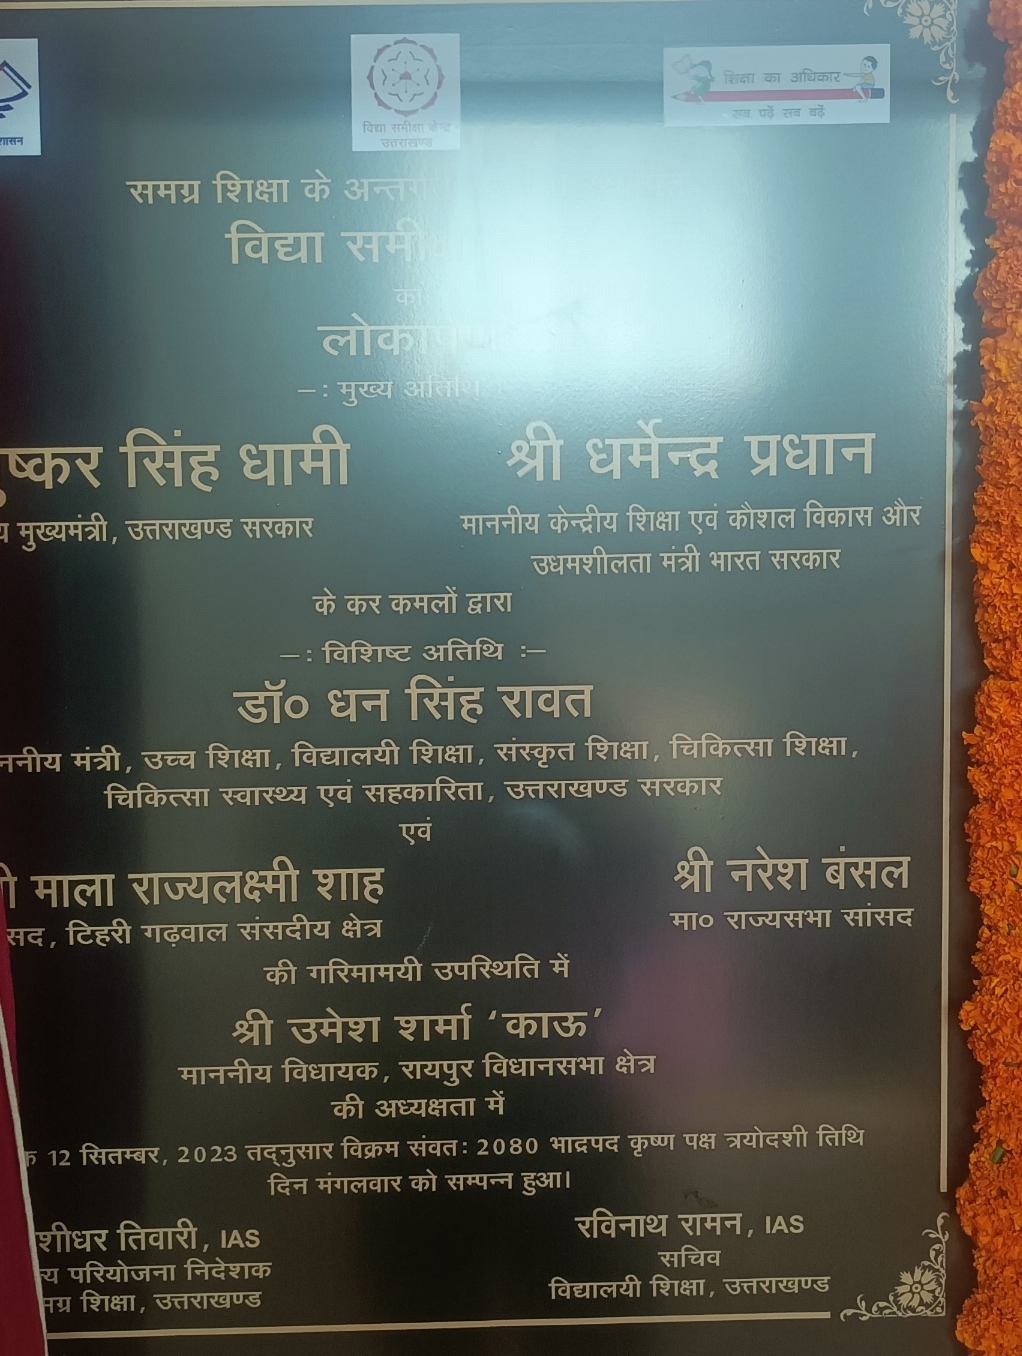 शासन
विद्या समीक्षा केन्द्र
उत्तराखण्ड
शिक्षा का अधिकार
सब पढ़ें सब बढ़ें
समग्र शिक्षा के
विद्या
का
-: मुख्य अतिथि
ष्कर सिंह धामी
श्री धर्मेन्द्र प्रधान
य मुख्यमंत्री, उत्तराखण्ड सरकार
माननीय केन्द्रीय शिक्षा एवं कौशल विकास और
उधमशीलता मंत्री भारत सरकार
के कर कमलों द्वारा
-: विशिष्ट अतिथि :-
डॉ० धन सिंह रावत
ननीय मंत्री, उच्च शिक्षा, विद्यालयी शिक्षा, संस्कृत शिक्षा, चिकित्सा शिक्षा,
चिकित्सा स्वास्थ्य एवं सहकारिता, उत्तराखण्ड सरकार
एवं
माला राज्यलक्ष्मी शाह
श्री नरेश बंसल
सद, टिहरी गढ़वाल संसदीय क्षेत्र
मा० राज्यसभा सांसद
की गरिमामयी उपस्थिति में
श्री उमेश शर्मा ‘काऊ’
माननीय विधायक, रायपुर विधानसभा क्षेत्र
की अध्यक्षता में
क 12 सितम्बर, 2023 तद्नुसार विक्रम संवत: 2080 भाद्रपद कृष्ण पक्ष त्रयोदशी तिथि
दिन मंगलवार को सम्पन्न हुआ।
शीधर तिवारी, IAS
य परियोजना निदेशक
मग्र शिक्षा, उत्तराखण्ड
रविनाथ रामन, IAS
सचिव
विद्यालयी शिक्षा, उत्तराखण्ड